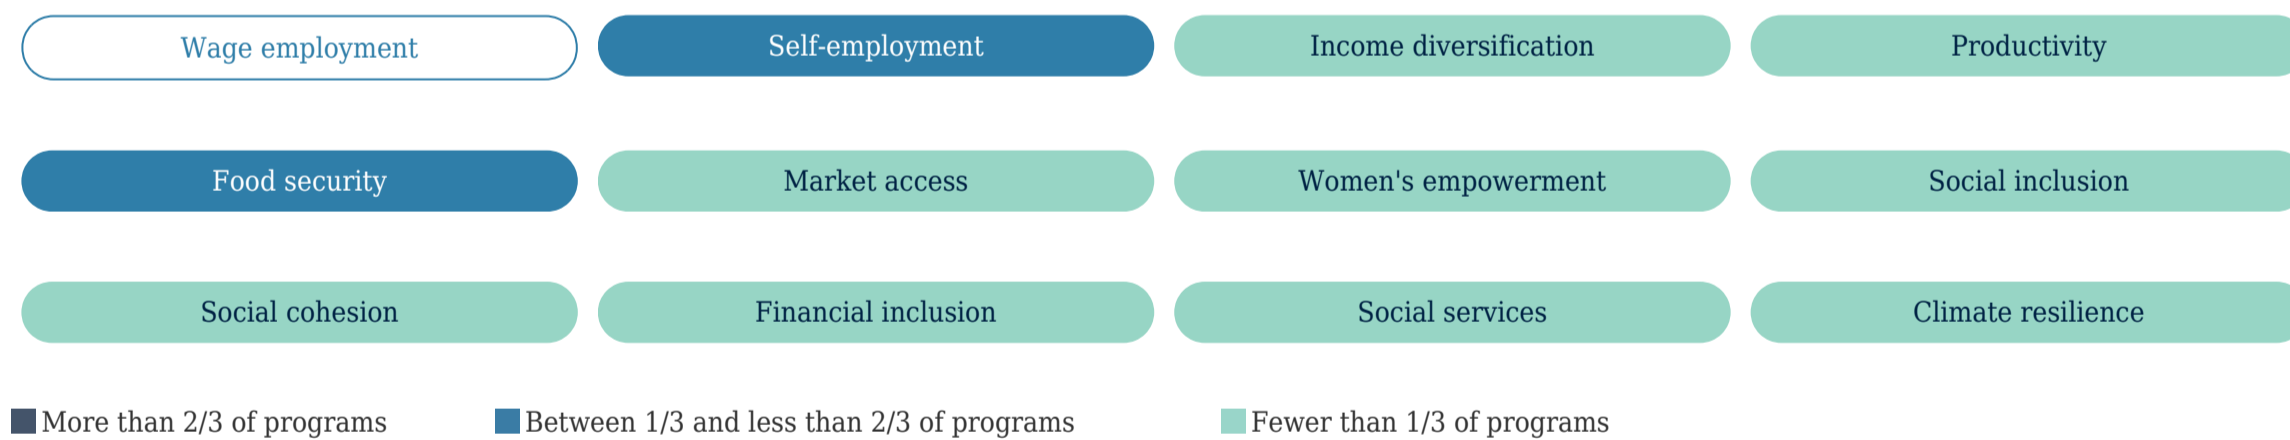 Wage employment
Self-employment
Income diversification
Productivity
Food security
Market access
Women's empowerment
Social inclusion
Social cohesion
Financial inclusion
Social services
Climate resilience
More than 2/3 of programs
Between 1/3 and less than 2/3 of programs
Fewer than 1/3 of programs